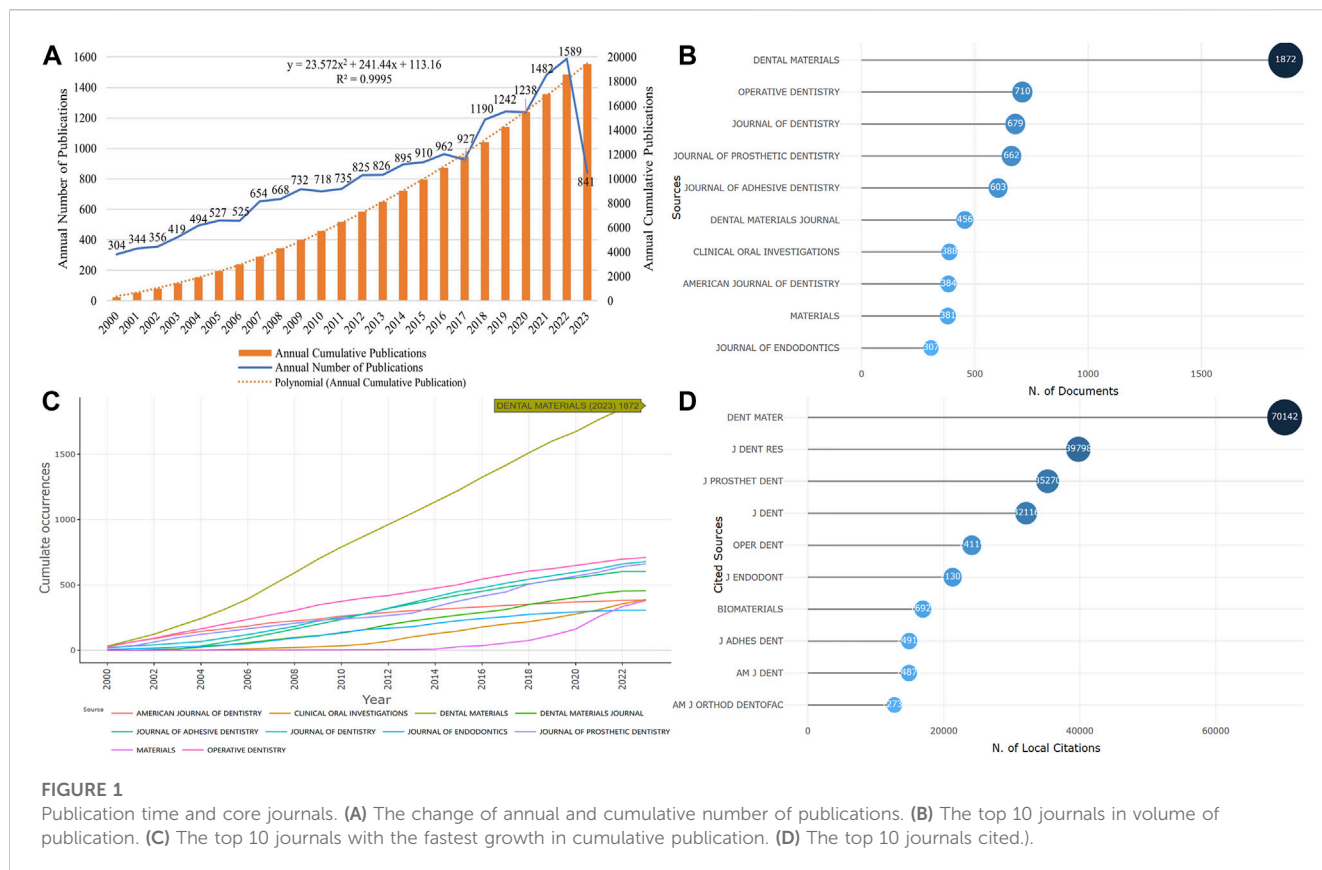 A
y = 23.572x² + 241.44x + 113.16
R² = 0.9995
Annual Number of Publications
1600
1400
1200
1000
800
600
400
200
0
304 344 356 419 494 527 525 654 668 732 718 735 825 826 895 910 962 927 1190 1242 1238 1482 1589 841
20000
18000
16000
14000
12000
10000
8000
6000
4000
2000
0
Annual Cumulative Publications
2000 2001 2002 2003 2004 2005 2006 2007 2008 2009 2010 2011 2012 2013 2014 2015 2016 2017 2018 2019 2020 2021 2022 2023
Annual Cumulative Publications
Annual Number of Publications
Polynomial (Annual Cumulative Publication)
B
Sources
DENTAL MATERIALS 1872
OPERATIVE DENTISTRY 710
JOURNAL OF DENTISTRY 679
JOURNAL OF PROSTHETIC DENTISTRY 662
JOURNAL OF ADHESIVE DENTISTRY 603
DENTAL MATERIALS JOURNAL 456
CLINICAL ORAL INVESTIGATIONS 388
AMERICAN JOURNAL OF DENTISTRY 384
MATERIALS 381
JOURNAL OF ENDODONTICS 307
0 500 1000 1500
N. of Documents
C
DENTAL MATERIALS (2023) 1872
Cumulate occurrences
1500
1000
500
0
2000 2002 2004 2006 2008 2010 2012 2014 2016 2018 2020 2022
Year
Source AMERICAN JOURNAL OF DENTISTRY CLINICAL ORAL INVESTIGATIONS DENTAL MATERIALS DENTAL MATERIALS JOURNAL
JOURNAL OF ADHESIVE DENTISTRY JOURNAL OF DENTISTRY JOURNAL OF ENDODONTICS JOURNAL OF PROSTHETIC DENTISTRY
MATERIALS OPERATIVE DENTISTRY
D
Cited Sources
DENT MATER 70142
J DENT RES 39798
J PROSTHET DENT 35270
J DENT 32116
OPER DENT 2411
J ENDODONT 130
BIOMATERIALS 692
J ADHES DENT 491
AM J DENT 487
AM J ORTHOD DENTOFAC 273
0 20000 40000 60000
N. of Local Citations
FIGURE 1
Publication time and core journals. (A) The change of annual and cumulative number of publications. (B) The top 10 journals in volume of
publication. (C) The top 10 journals with the fastest growth in cumulative publication. (D) The top 10 journals cited.).